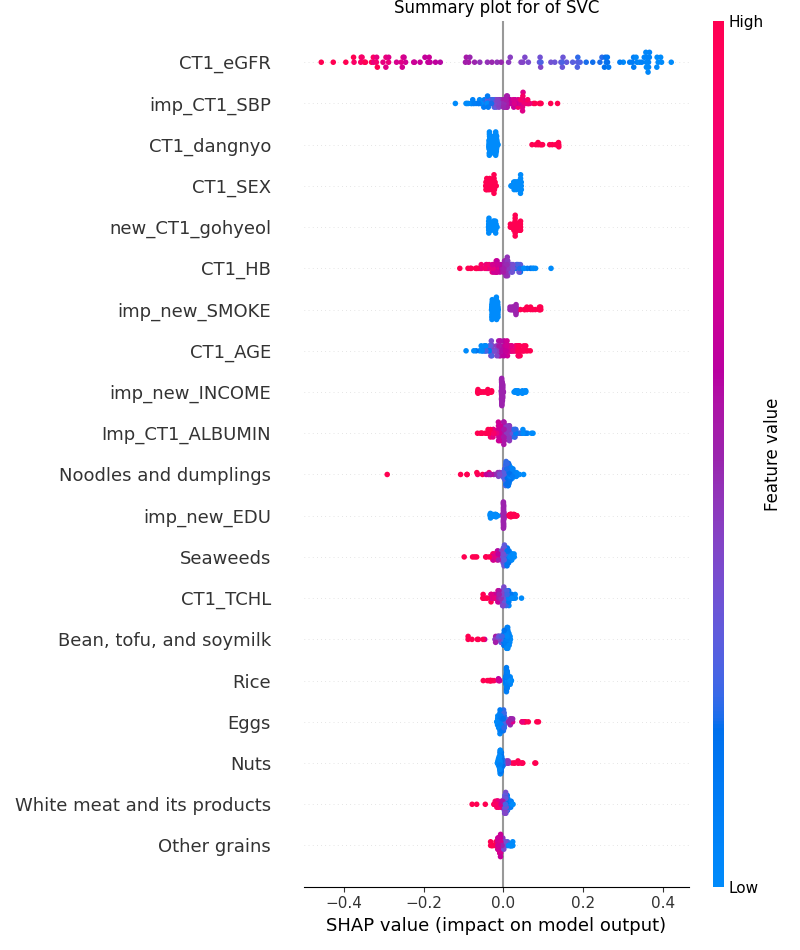 Summary plot for of SVC
High
CT1_eGFR
imp_CT1_SBP
CT1_dangnyo
CT1_SEX
new_CT1_gohyeol
CT1_HB
imp_new_SMOKE
CT1_AGE
imp_new_INCOME
Imp_CT1_ALBUMIN
Noodles and dumplings
imp_new_EDU
Seaweeds
CT1_TCHL
Bean, tofu, and soymilk
Rice
Eggs
Nuts
White meat and its products
Other grains
Feature value
Low
−0.4 −0.2 0.0 0.2 0.4
SHAP value (impact on model output)